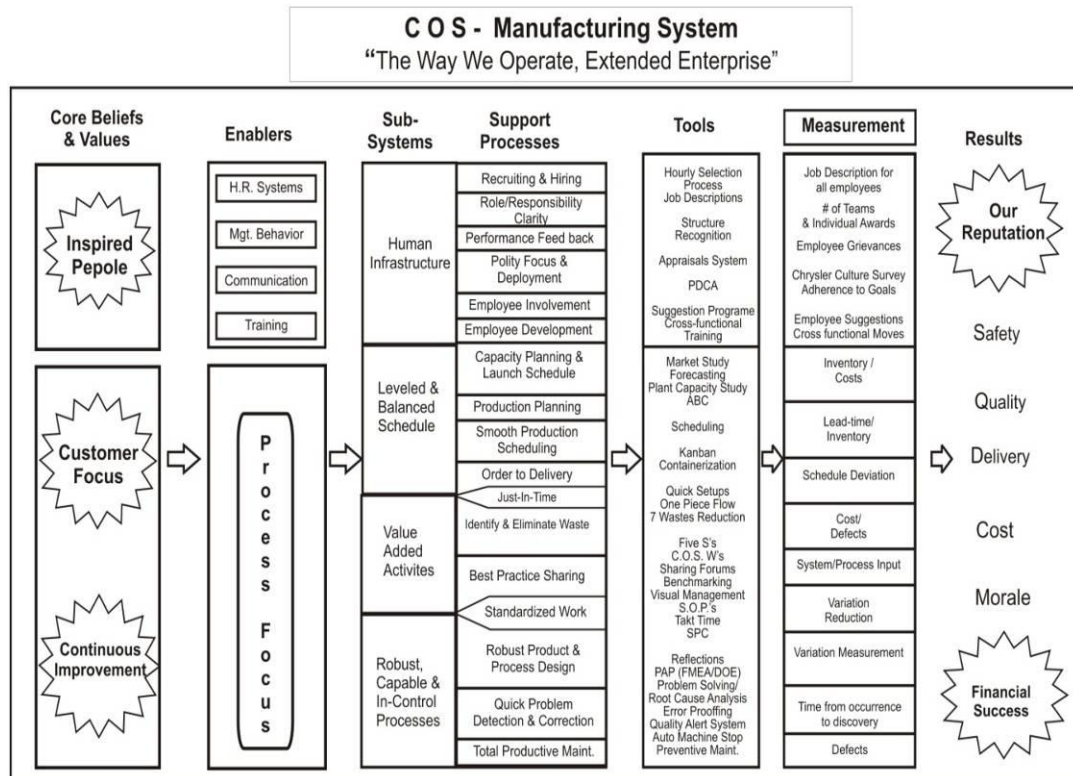 C O S - Manufacturing System
“The Way We Operate, Extended Enterprise”
Core Beliefs
& Values
Inspired
Pepole
Customer
Focus
Continuous
Improvement
Enablers
H.R. Systems
Mgt. Behavior
Communication
Training
Process Focus
Sub-
Systems
Human
Infrastructure
Leveled &
Balanced
Schedule
Value
Added
Activites
Robust,
Capable &
In-Control
Processes
Support
Processes
Recruiting & Hiring
Role/Responsibility
Clarity
Performance Feed back
Polity Focus &
Deployment
Employee Involvement
Employee Development
Capacity Planning &
Launch Schedule
Production Planning
Smooth Production
Scheduling
Order to Delivery
Just-In-Time
Identify & Eliminate Waste
Best Practice Sharing
Standardized Work
Robust Product &
Process Design
Quick Problem
Detection & Correction
Total Productive Maint.
Tools
Hourly Selection
Process
Job Descriptions
Structure
Recognition
Appraisals System
PDCA
Suggestion Programe
Cross-functional
Training
Market Study
Forecasting
Plant Capacity Study
ABC
Scheduling
Kanban
Containerization
Quick Setups
One Piece Flow
7 Wastes Reduction
Five S's
C.O.S. W's
Sharing Forums
Benchmarking
Visual Management
S.O.P.'s
Takt Time
SPC
Reflections
PAP (FMEA/DOE)
Problem Solving/
Root Cause Analysis
Error Prooffing
Quality Alert System
Auto Machine Stop
Preventive Maint.
Measurement
Job Description for
all employees
# of Teams
& Individual Awards
Employee Grievances
Chrysler Culture Survey
Adherence to Goals
Employee Suggestions
Cross functional Moves
Inventory /
Costs
Lead-time/
Inventory
Schedule Deviation
Cost/
Defects
System/Process Input
Variation
Reduction
Variation Measurement
Time from occurrence
to discovery
Defects
Results
Our
Reputation
Safety
Quality
Delivery
Cost
Morale
Financial
Success